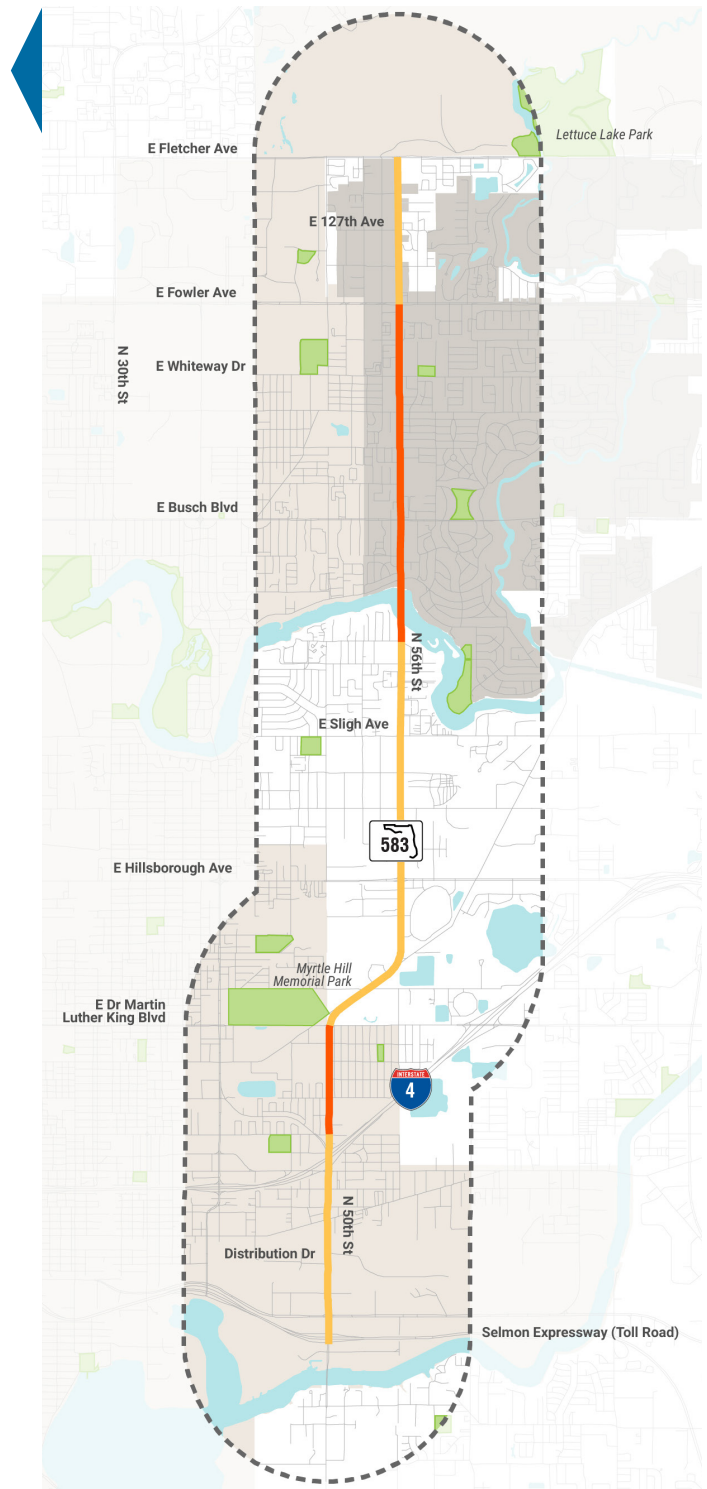 Lettuce Lake Park
E Fletcher Ave
E 127th Ave
E Fowler Ave
N 30th St
E Whiteway Dr
E Busch Blvd
N 56th St
E Sligh Ave
583
E Hillsborough Ave
Myrtle Hill
Memorial Park
E Dr Martin
Luther King Blvd
INTERSTATE
4
N 50th St
Distribution Dr
Selmon Expressway (Toll Road)